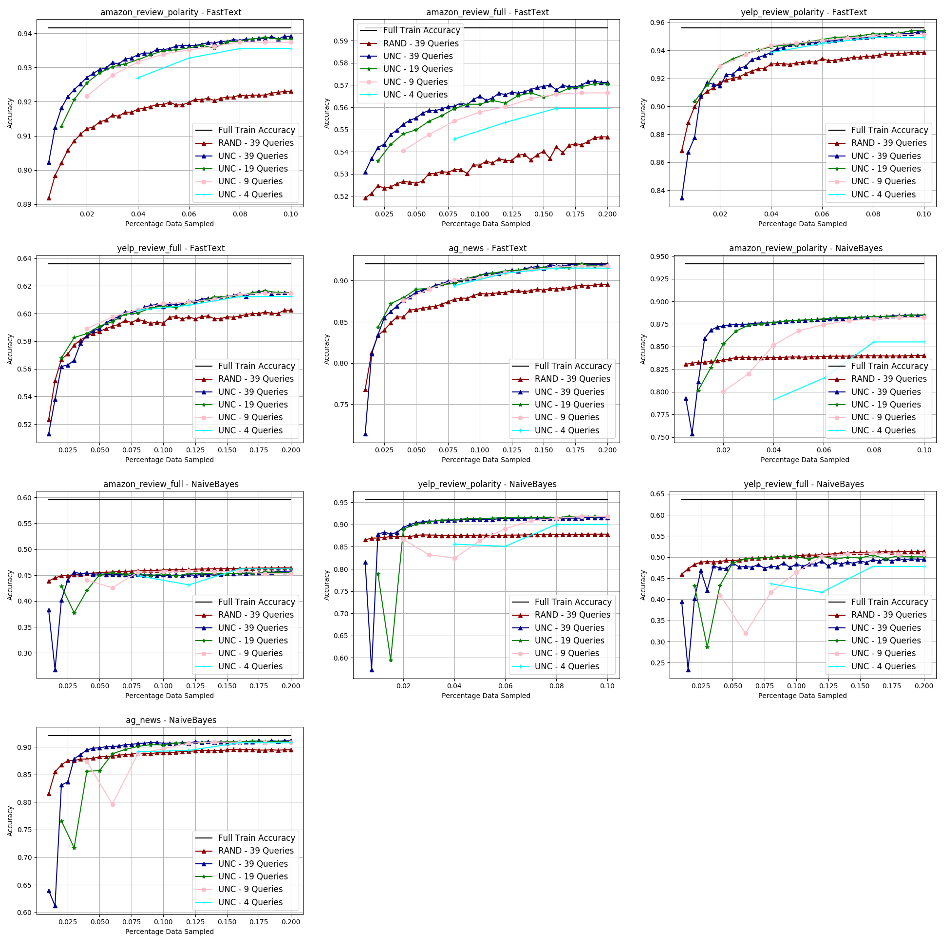 amazon_review_polarity - FastText
0.94
0.93
0.92
0.91
0.90
0.89
Accuracy
Full Train Accuracy
RAND - 39 Queries
UNC - 39 Queries
UNC - 19 Queries
UNC - 9 Queries
UNC - 4 Queries
0.02 0.04 0.06 0.08 0.10
Percentage Data Sampled
amazon_review_full - FastText
0.59
0.58
0.57
0.56
0.55
0.54
0.53
0.52
Accuracy
Full Train Accuracy
RAND - 39 Queries
UNC - 39 Queries
UNC - 19 Queries
UNC - 9 Queries
UNC - 4 Queries
0.025 0.050 0.075 0.100 0.125 0.150 0.175 0.200
Percentage Data Sampled
yelp_review_polarity - FastText
0.96
0.94
0.92
0.90
0.88
0.86
0.84
Accuracy
Full Train Accuracy
RAND - 39 Queries
UNC - 39 Queries
UNC - 19 Queries
UNC - 9 Queries
UNC - 4 Queries
0.02 0.04 0.06 0.08 0.10
Percentage Data Sampled
yelp_review_full - FastText
0.64
0.62
0.60
0.58
0.56
0.54
0.52
Accuracy
Full Train Accuracy
RAND - 39 Queries
UNC - 39 Queries
UNC - 19 Queries
UNC - 9 Queries
UNC - 4 Queries
0.025 0.050 0.075 0.100 0.125 0.150 0.175 0.200
Percentage Data Sampled
ag_news - FastText
0.90
0.85
0.80
0.75
Accuracy
Full Train Accuracy
RAND - 39 Queries
UNC - 39 Queries
UNC - 19 Queries
UNC - 9 Queries
UNC - 4 Queries
0.025 0.050 0.075 0.100 0.125 0.150 0.175 0.200
Percentage Data Sampled
amazon_review_polarity - NaiveBayes
0.950
0.925
0.900
0.875
0.850
0.825
0.800
0.775
0.750
Accuracy
Full Train Accuracy
RAND - 39 Queries
UNC - 39 Queries
UNC - 19 Queries
UNC - 9 Queries
UNC - 4 Queries
0.02 0.04 0.06 0.08 0.10
Percentage Data Sampled
amazon_review_full - NaiveBayes
0.60
0.55
0.50
0.45
0.40
0.35
0.30
Accuracy
Full Train Accuracy
RAND - 39 Queries
UNC - 39 Queries
UNC - 19 Queries
UNC - 9 Queries
UNC - 4 Queries
0.025 0.050 0.075 0.100 0.125 0.150 0.175 0.200
Percentage Data Sampled
yelp_review_polarity - NaiveBayes
0.95
0.90
0.85
0.80
0.75
0.70
0.65
0.60
Accuracy
Full Train Accuracy
RAND - 39 Queries
UNC - 39 Queries
UNC - 19 Queries
UNC - 9 Queries
UNC - 4 Queries
0.02 0.04 0.06 0.08 0.10
Percentage Data Sampled
yelp_review_full - NaiveBayes
0.65
0.60
0.55
0.50
0.45
0.40
0.35
0.30
0.25
Accuracy
Full Train Accuracy
RAND - 39 Queries
UNC - 39 Queries
UNC - 19 Queries
UNC - 9 Queries
UNC - 4 Queries
0.025 0.050 0.075 0.100 0.125 0.150 0.175 0.200
Percentage Data Sampled
ag_news - NaiveBayes
0.90
0.85
0.80
0.75
0.70
0.65
0.60
Accuracy
Full Train Accuracy
RAND - 39 Queries
UNC - 39 Queries
UNC - 19 Queries
UNC - 9 Queries
UNC - 4 Queries
0.025 0.050 0.075 0.100 0.125 0.150 0.175 0.200
Percentage Data Sampled